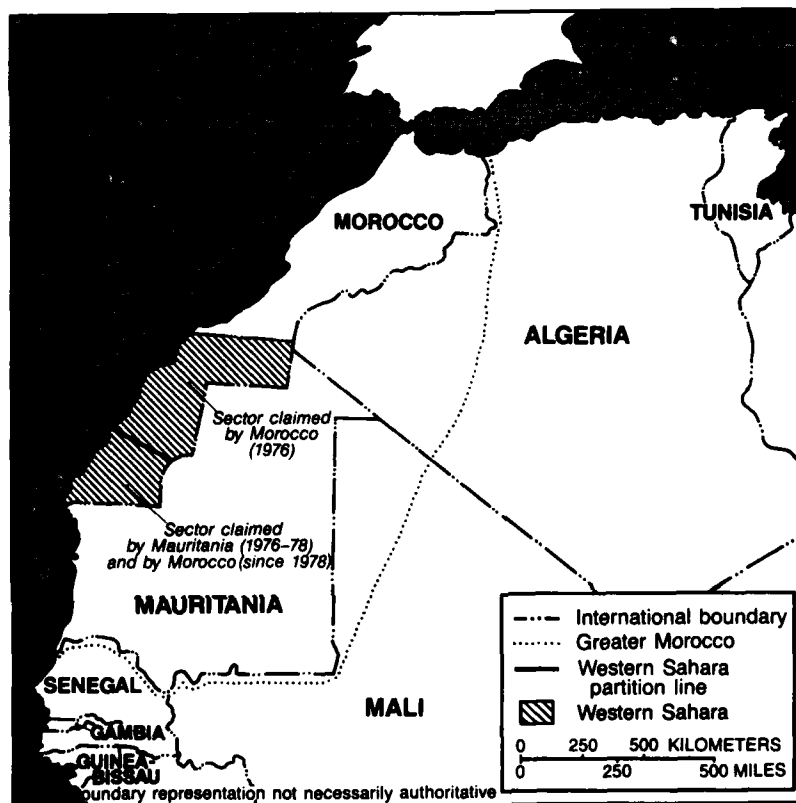 MOROCCO
TUNISIA
ALGERIA
Sector claimed
by Morocco
(1976)
Sector claimed
by Mauritania (1976–78)
and by Morocco (since 1978)
MAURITANIA
SENEGAL
MALI
GAMBIA
GUINEA-
BISSAU
International boundary
Greater Morocco
Western Sahara
partition line
Western Sahara
0 250 500 KILOMETERS
0 250 500 MILES
oundary representation not necessarily authoritative